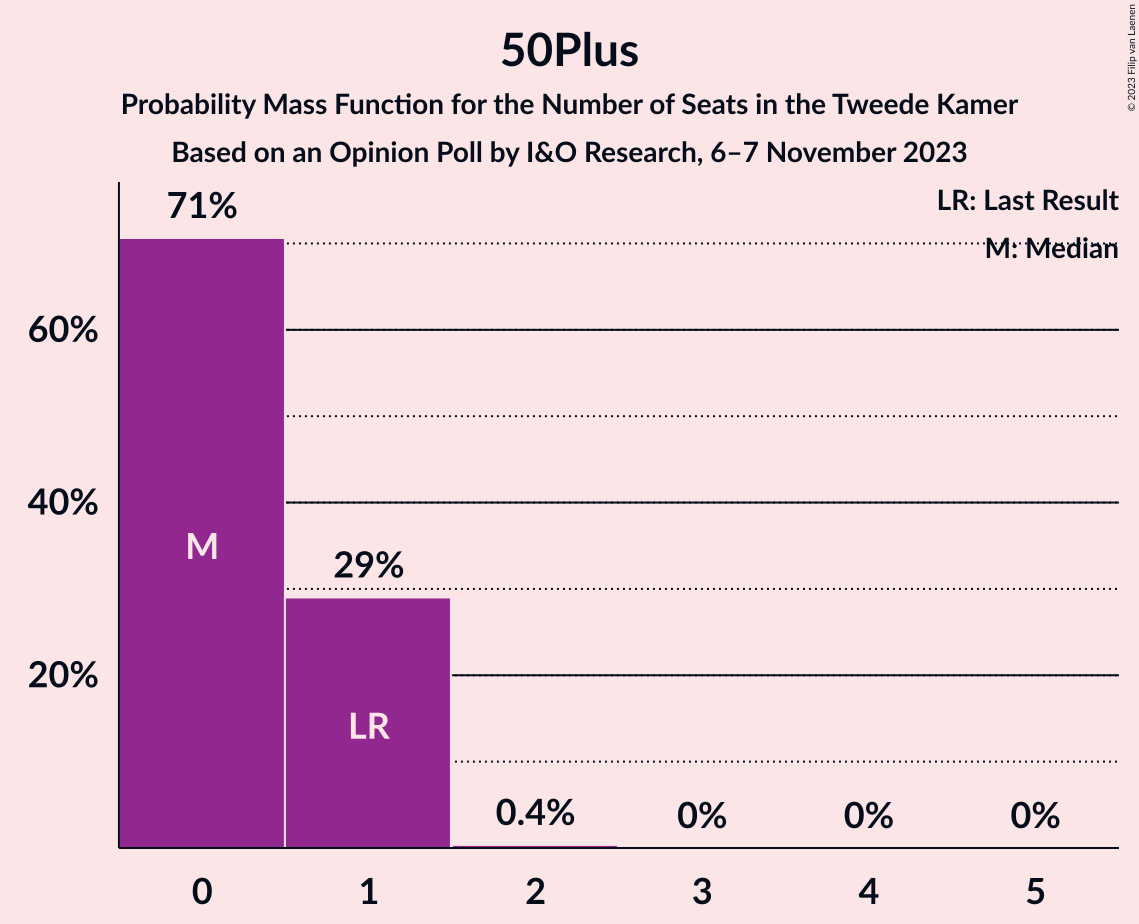 50Plus
Probability Mass Function for the Number of Seats in the Tweede Kamer
Based on an Opinion Poll by I&O Research, 6–7 November 2023
© 2023 Filip van Laenen
LR: Last Result
M: Median
71%
60%
40%
20%
M
29%
LR
0.4%
0%
0%
0%
0
1
2
3
4
5